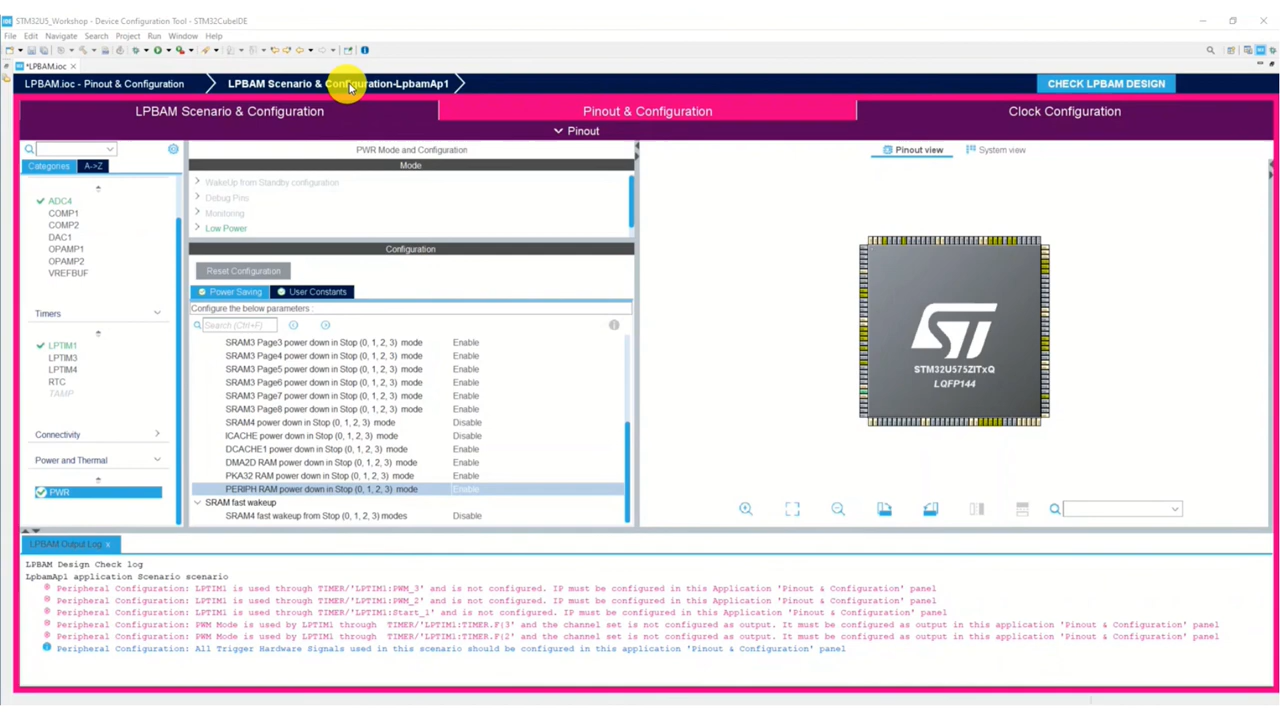 STM32U5_Workshop - Device Configuration Tool - STM32CubeIDE
File Edit Navigate Search Project Run Window Help
*LPBAM.ioc
LPBAM.ioc - Pinout & Configuration
LPBAM Scenario & Configuration-LpbamAp1
CHECK LPBAM DESIGN
LPBAM Scenario & Configuration
Pinout & Configuration
Clock Configuration
Pinout
Categories
A->Z
ADC4
COMP1
COMP2
DAC1
OPAMP1
OPAMP2
VREFBUF
Timers
LPTIM1
LPTIM3
LPTIM4
RTC
TAMP
Connectivity
Power and Thermal
PWR
PWR Mode and Configuration
Mode
WakeUp from Standby configuration
Debug Pins
Monitoring
Low Power
Configuration
Reset Configuration
Power Saving
User Constants
Configure the below parameters :
Search (Ctrl+F)
SRAM3 Page3 power down in Stop (0, 1, 2, 3) mode Enable
SRAM3 Page4 power down in Stop (0, 1, 2, 3) mode Enable
SRAM3 Page5 power down in Stop (0, 1, 2, 3) mode Enable
SRAM3 Page6 power down in Stop (0, 1, 2, 3) mode Enable
SRAM3 Page7 power down in Stop (0, 1, 2, 3) mode Enable
SRAM3 Page8 power down in Stop (0, 1, 2, 3) mode Enable
SRAM4 power down in Stop (0, 1, 2, 3) mode Disable
ICACHE power down in Stop (0, 1, 2, 3) mode Enable
DCACHE1 power down in Stop (0, 1, 2, 3) mode Enable
DMA2D RAM power down in Stop (0, 1, 2, 3) mode Enable
PKA32 RAM power down in Stop (0, 1, 2, 3) mode Enable
PERIPH RAM power down in Stop (0, 1, 2, 3) mode Enable
SRAM fast wakeup
SRAM4 fast wakeup from Stop (0, 1, 2, 3) modes Disable
Pinout view
System view
ST
STM32U575ZITxQ
LQFP144
LPBAM Output Log
LPBAM Design Check log
LpbamAp1 application Scenario scenario
Peripheral Configuration: LPTIM1 is used through TIMER/'LPTIM1:PWM_3' and is not configured. IP must be configured in this Application 'Pinout & Configuration' panel
Peripheral Configuration: LPTIM1 is used through TIMER/'LPTIM1:PWM_2' and is not configured. IP must be configured in this Application 'Pinout & Configuration' panel
Peripheral Configuration: LPTIM1 is used through TIMER/'LPTIM1:Start_1' and is not configured. IP must be configured in this Application 'Pinout & Configuration' panel
Peripheral Configuration: PWM Mode is used by LPTIM1 through TIMER/'LPTIM1:TIMER.F|3' and the channel set is not configured as output. It must be configured as output in this application 'Pinout & Configuration' panel
Peripheral Configuration: PWM Mode is used by LPTIM1 through TIMER/'LPTIM1:TIMER.F|2' and the channel set is not configured as output. It must be configured as output in this application 'Pinout & Configuration' panel
Peripheral Configuration: All Trigger Hardware Signals used in this scenario should be configured in this application 'Pinout & Configuration' panel